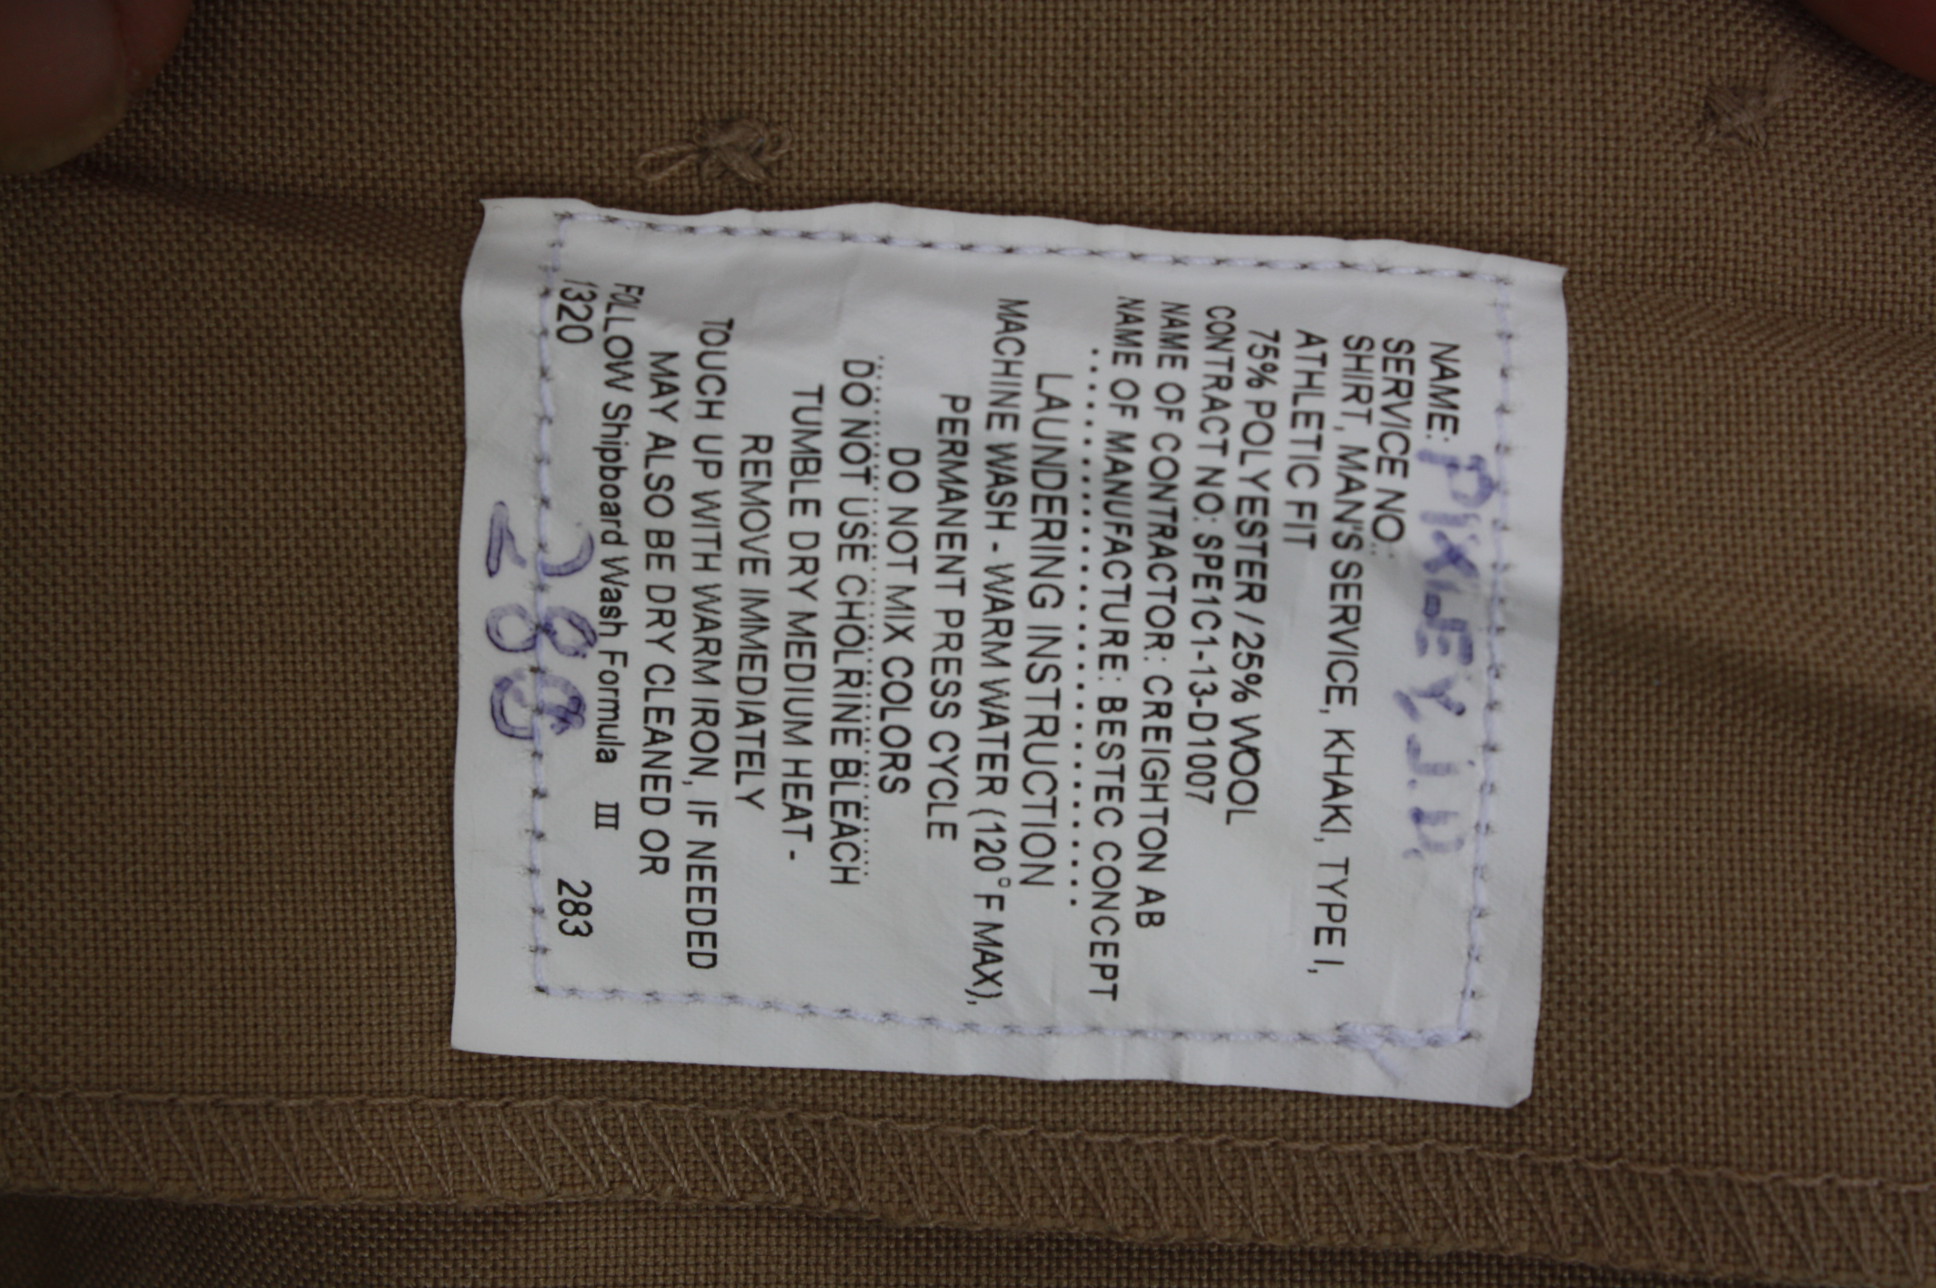 NAME: PIXLEY, J.D.
SERVICE NO.:
SHIRT, MAN'S SERVICE, KHAKI, TYPE I,
ATHLETIC FIT
75% POLYESTER / 25% WOOL
CONTRACT NO: SPE1C1-13-D1007
NAME OF CONTRACTOR: CREIGHTON AB
NAME OF MANUFACTURE: BESTEC CONCEPT
LAUNDERING INSTRUCTION
MACHINE WASH - WARM WATER (120°F MAX),
PERMANENT PRESS CYCLE
DO NOT MIX COLORS
DO NOT USE CHOLRINE BLEACH
TUMBLE DRY MEDIUM HEAT -
REMOVE IMMEDIATELY
TOUCH UP WITH WARM IRON, IF NEEDED
MAY ALSO BE DRY CLEANED OR
FOLLOW Shipboard Wash Formula III
1320 283